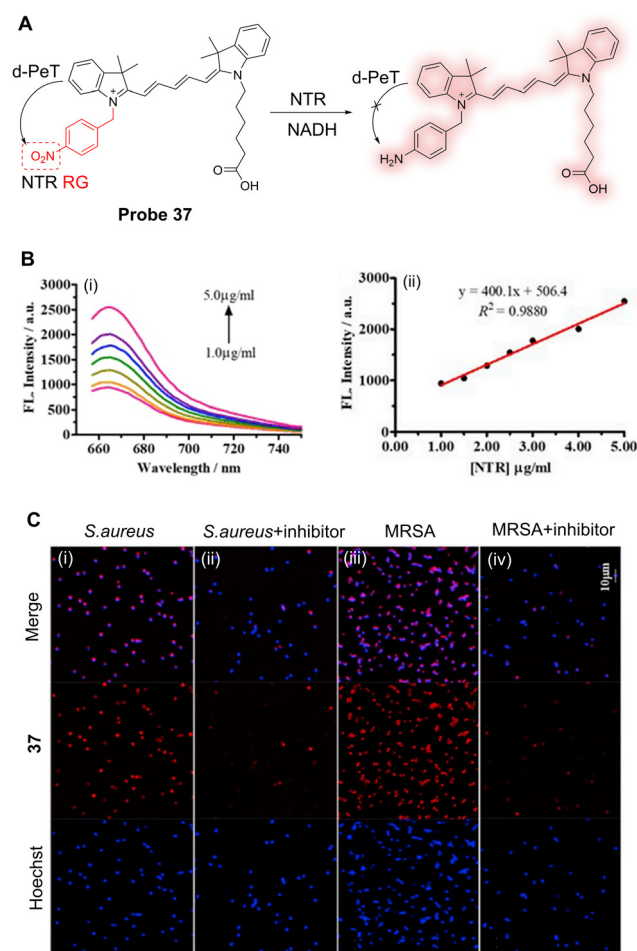 A
d-PeT
N
+
N
O₂N
NTR RG
O
OH
Probe 37
NTR
NADH
d-PeT
N
+
N
H₂N
O
OH
B
(i)
5.0µg/ml
1.0µg/ml
FL. Intensity / a.u.
3000
2500
2000
1500
1000
500
0
660 680 700 720 740
Wavelength / nm
(ii)
y = 400.1x + 506.4
R² = 0.9880
FL. Intensity / a.u.
3000
2000
1000
0
0.00 1.00 2.00 3.00 4.00 5.00
[NTR] µg/ml
C
S.aureus S.aureus+inhibitor MRSA MRSA+inhibitor
(i) (ii) (iii) (iv)
10µm
Merge
37
Hoechst